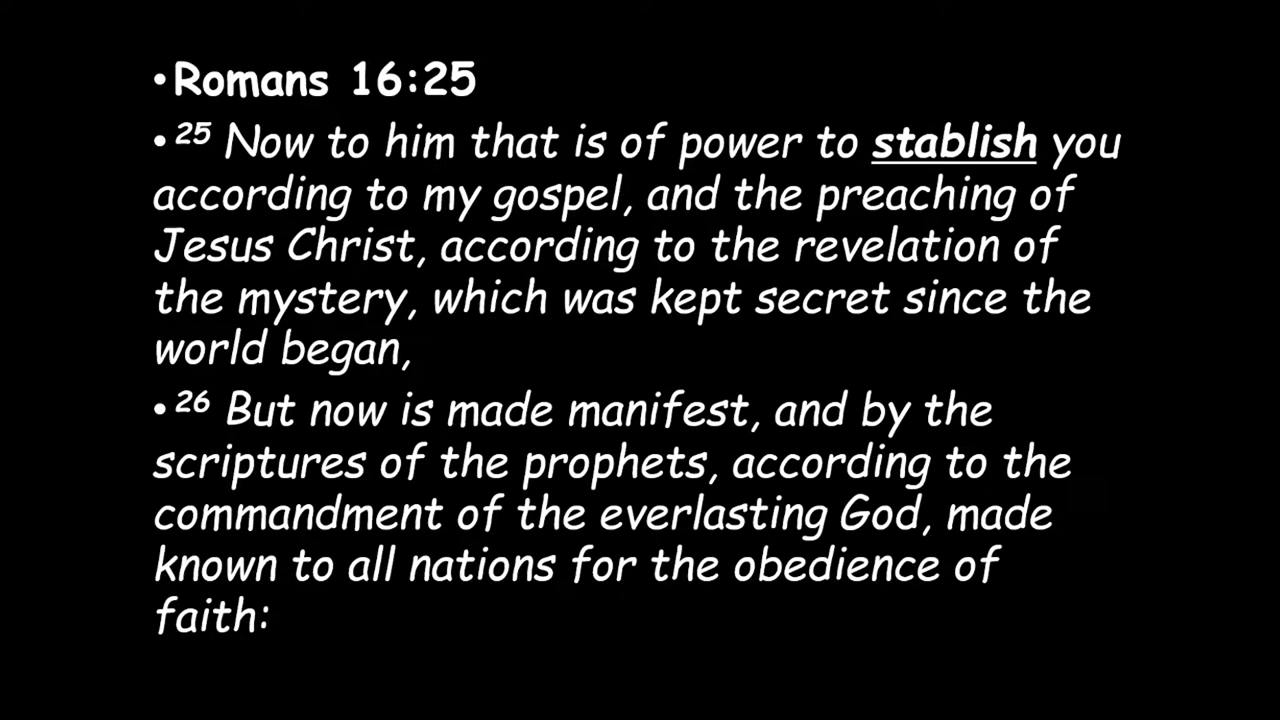 •Romans 16:25
•25 Now to him that is of power to stablish you
according to my gospel, and the preaching of
Jesus Christ, according to the revelation of
the mystery, which was kept secret since the
world began,
•26 But now is made manifest, and by the
scriptures of the prophets, according to the
commandment of the everlasting God, made
known to all nations for the obedience of
faith: